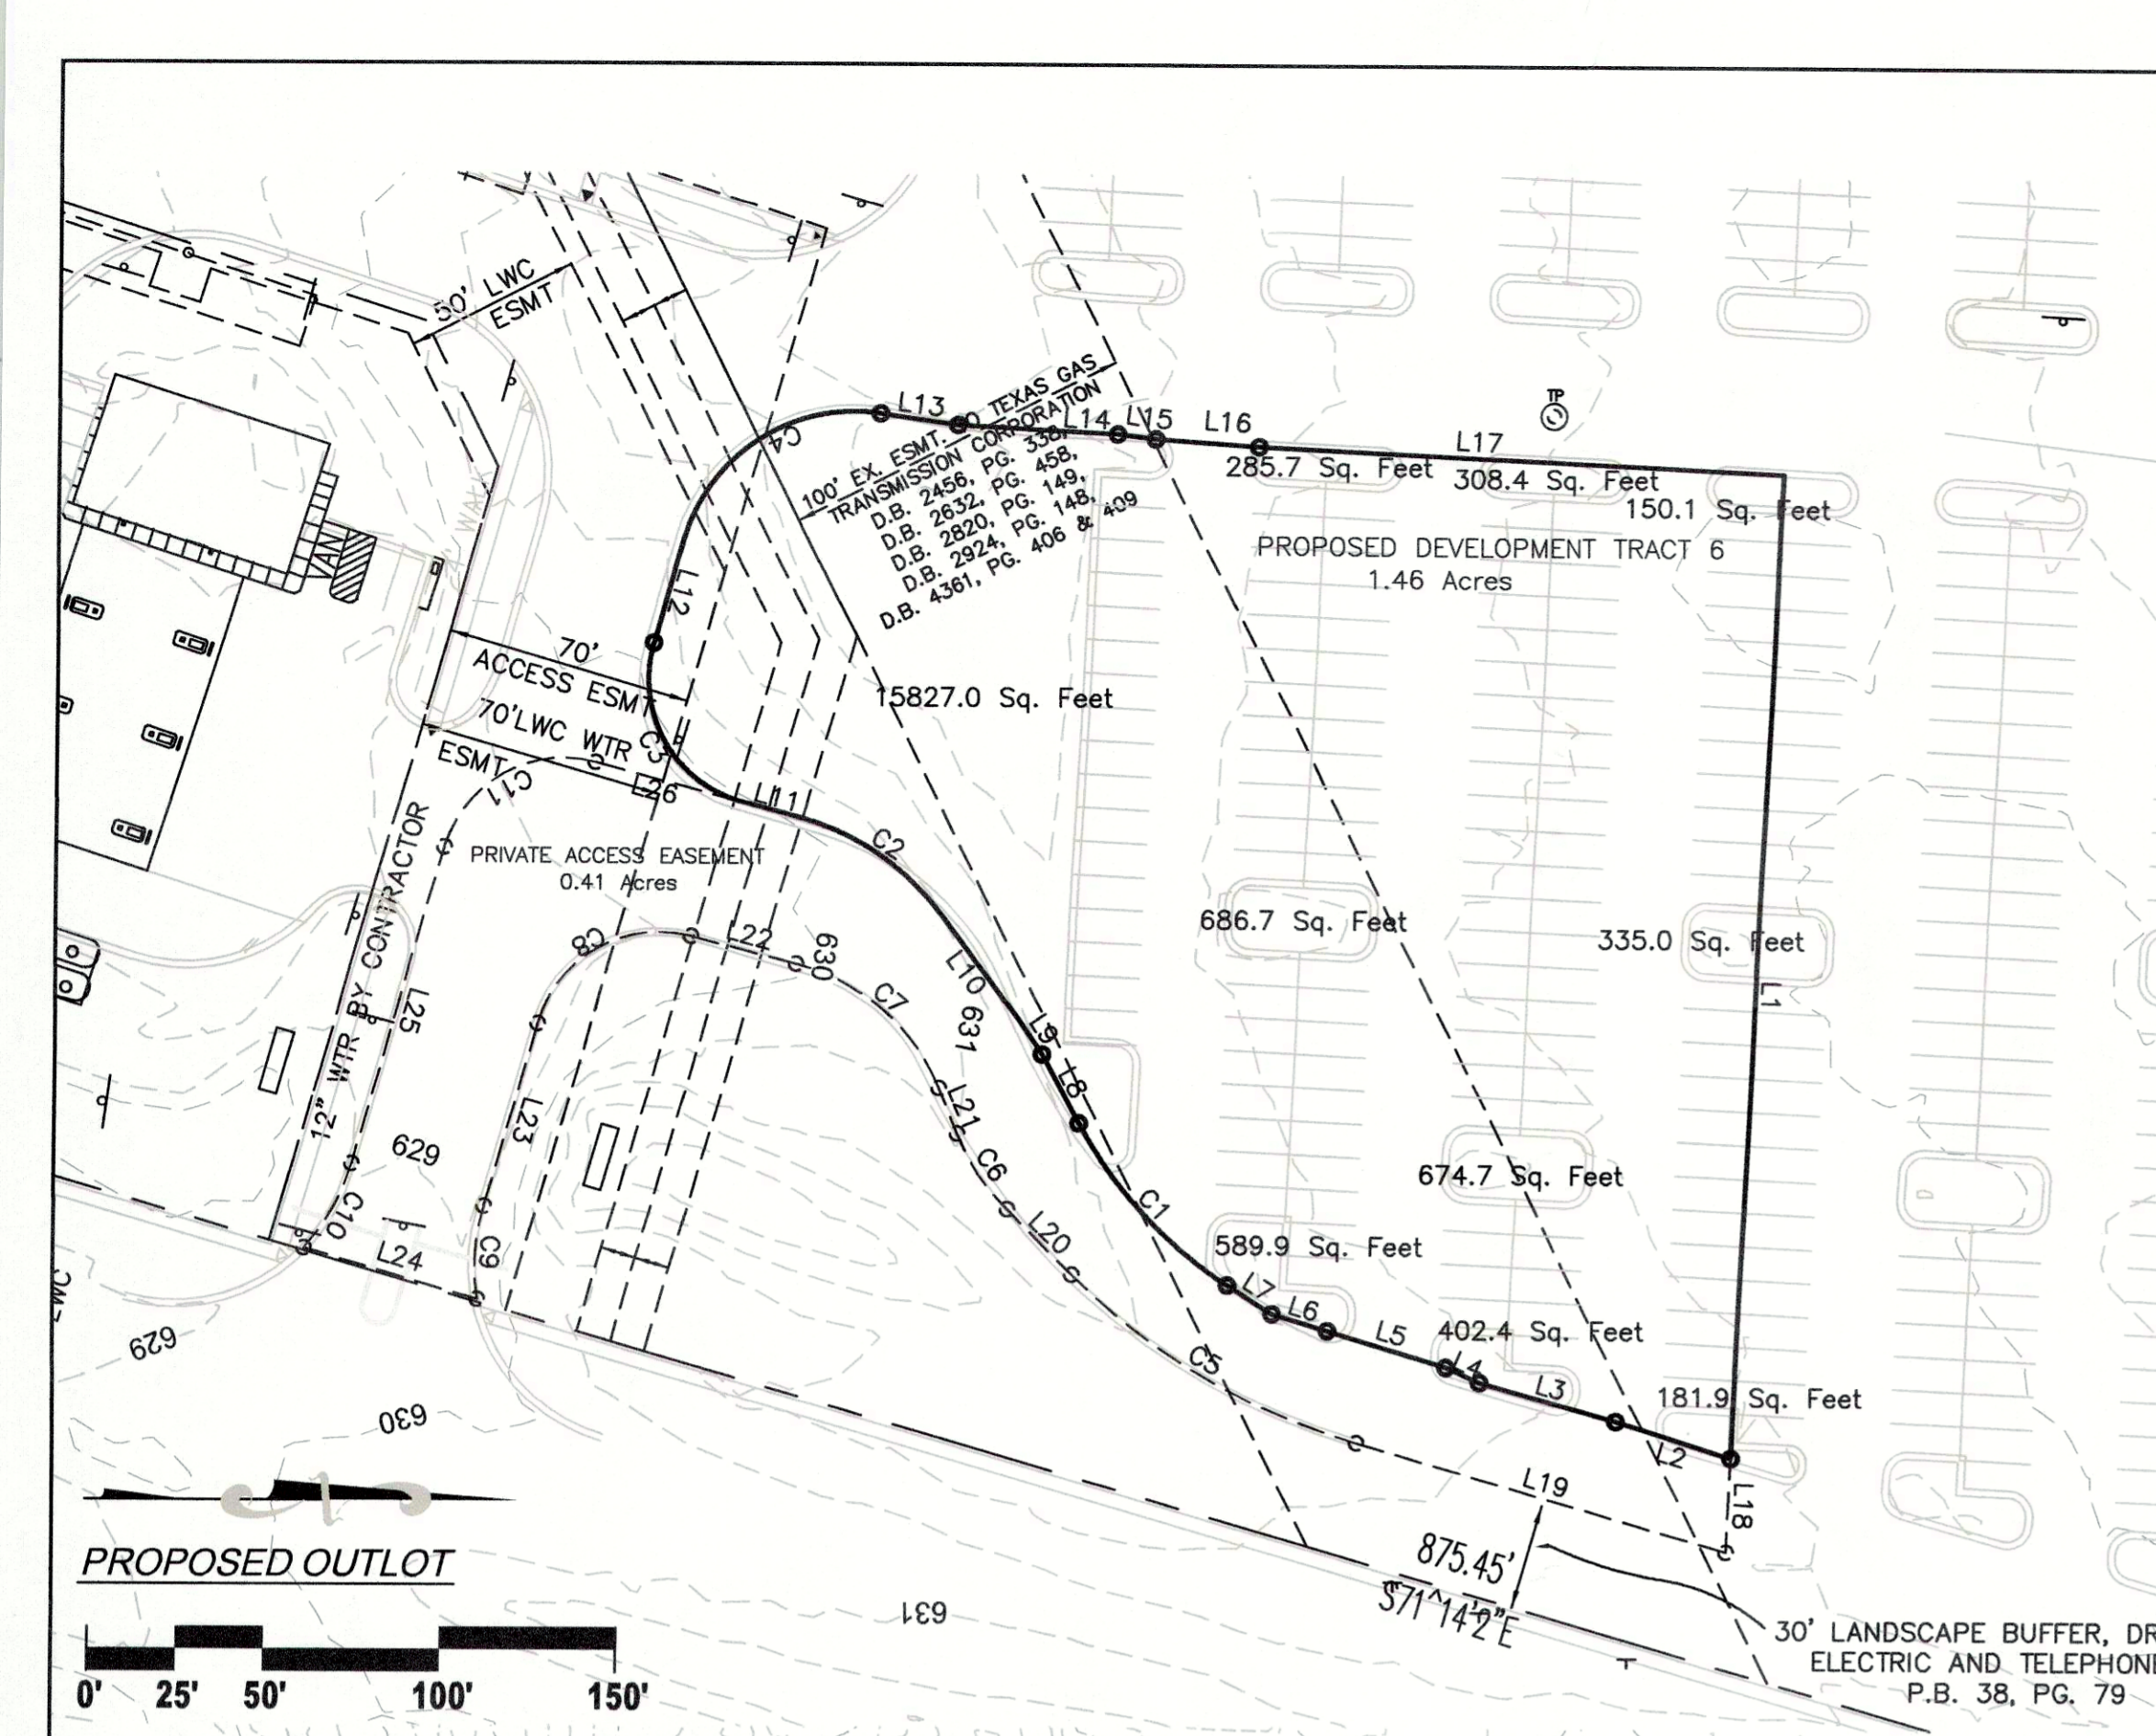 50' LWC
ESMT
TP
L13
L14
L15
L16
L17
C4
100' EX. ESMT. TO TEXAS GAS
TRANSMISSION CORPORATION
D.B. 2456, PG. 338,
D.B. 2632, PG. 458,
D.B. 2820, PG. 149,
D.B. 2924, PG. 148,
D.B. 4361, PG. 406 & 409
285.7 Sq. Feet
308.4 Sq. Feet
150.1 Sq. Feet
PROPOSED DEVELOPMENT TRACT 6
1.46 Acres
WALK
VAN
L12
70'
ACCESS ESMT
70'LWC WTR
ESMT
C3
C11
L26
L11
15827.0 Sq. Feet
C2
PRIVATE ACCESS EASEMENT
0.41 Acres
12" WTR BY CONTRACTOR
686.7 Sq. Feet
335.0 Sq. Feet
C8
L22
630
C7
L10
631
L1
L25
L9
L8
L23
L21
C6
629
674.7 Sq. Feet
C1
C10
L24
C9
L20
589.9 Sq. Feet
L7
L6
L5
402.4 Sq. Feet
L4
L3
181.9 Sq. Feet
C5
L2
LWC
629
630
L19
L18
875.45'
S71^14'2"E
631
PROPOSED OUTLOT
0' 25' 50' 100' 150'
30' LANDSCAPE BUFFER, DR
ELECTRIC AND TELEPHONE
P.B. 38, PG. 79